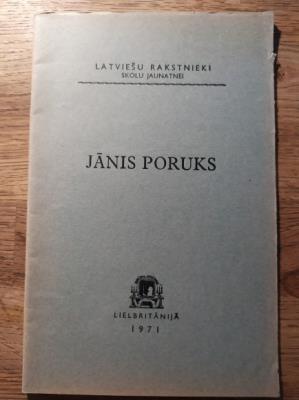 LATVIEŠU RAKSTNIEKI
SKOLU JAUNATNEI
JĀNIS PORUKS
LIELBRITĀNIJĀ
1971